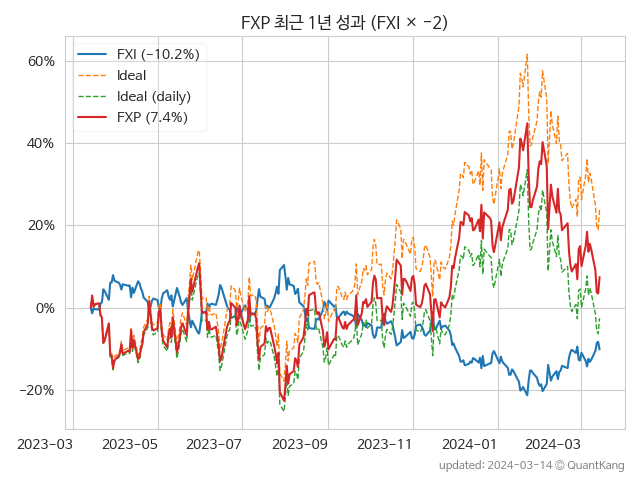 FXP 최근 1년 성과 (FXI × -2)
FXI (-10.2%)
Ideal
Ideal (daily)
FXP (7.4%)
60%
40%
20%
0%
-20%
2023-03
2023-05
2023-07
2023-09
2023-11
2024-01
2024-03
updated: 2024-03-14 © QuantKang